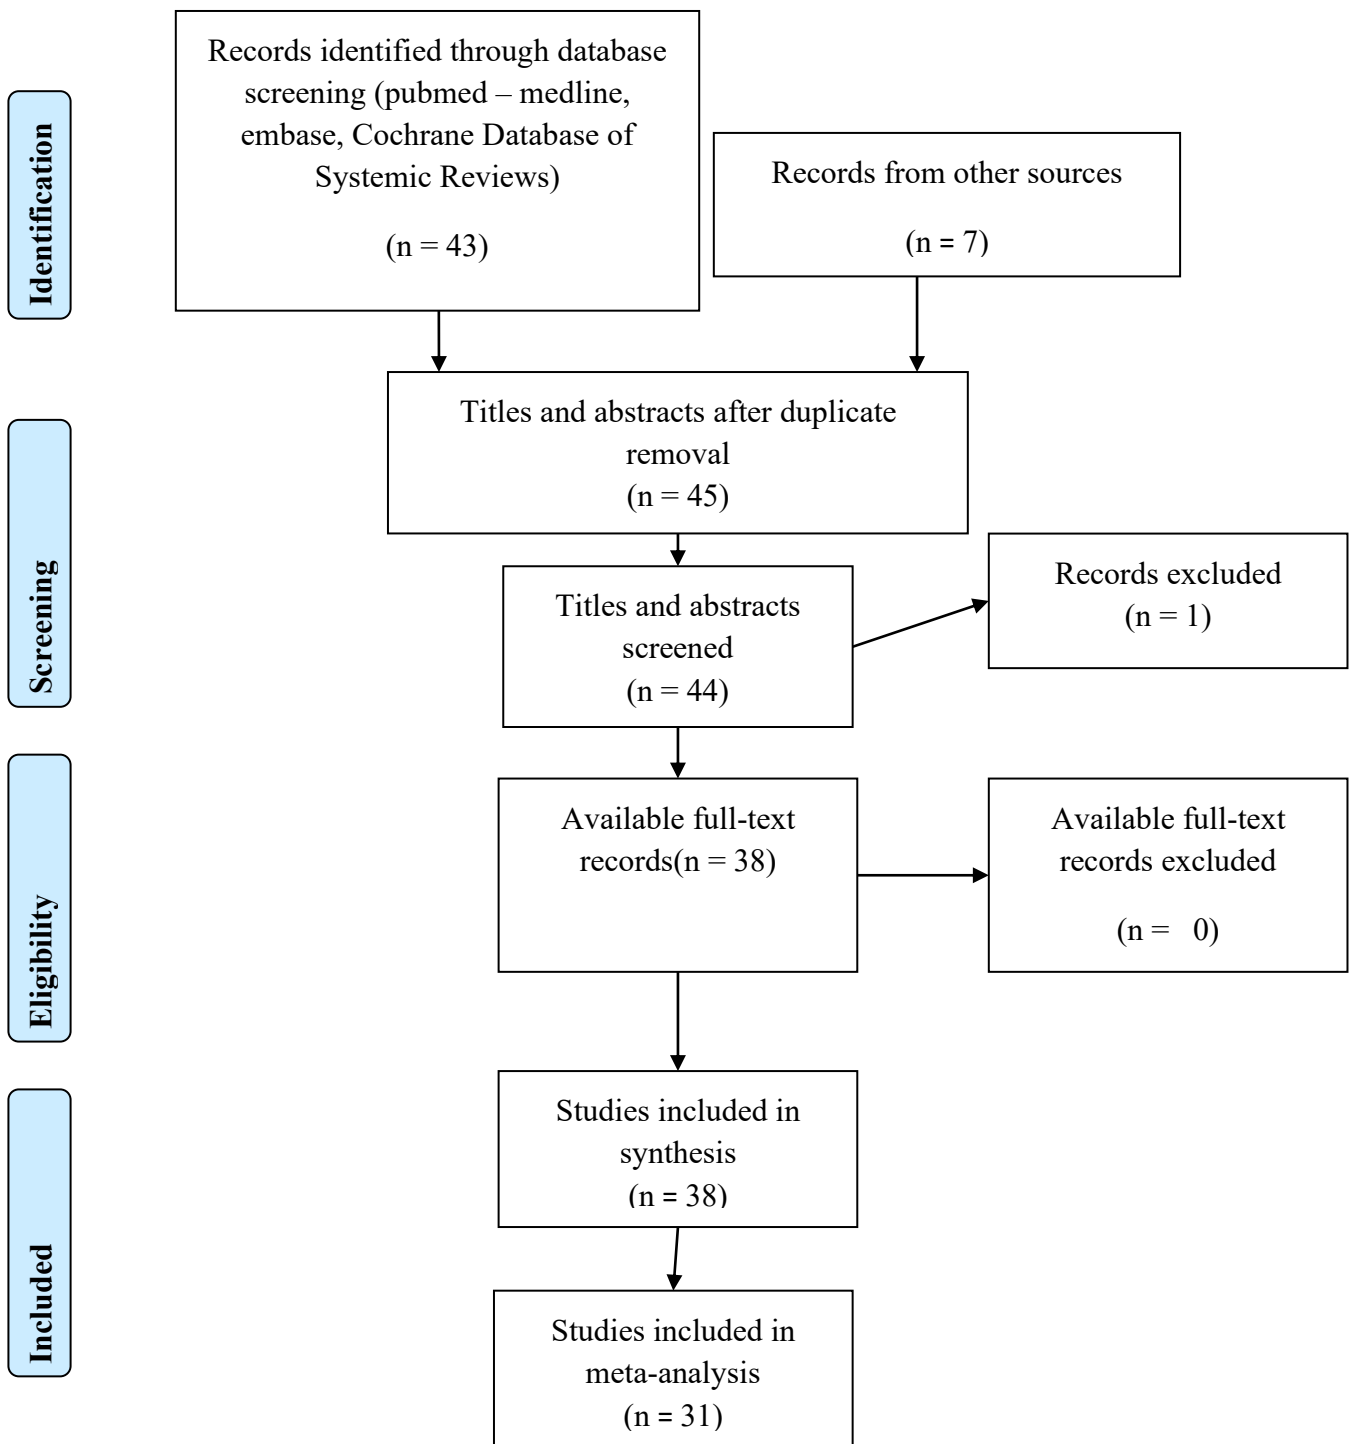 Identification
Records identified through database
screening (pubmed – medline,
embase, Cochrane Database of
Systemic Reviews)
(n = 43)
Records from other sources
(n = 7)
Titles and abstracts after duplicate
removal
(n = 45)
Screening
Titles and abstracts
screened
(n = 44)
Records excluded
(n = 1)
Eligibility
Available full-text
records(n = 38)
Available full-text
records excluded
(n =   0)
Included
Studies included in
synthesis
(n = 38)
Studies included in
meta-analysis
(n = 31)